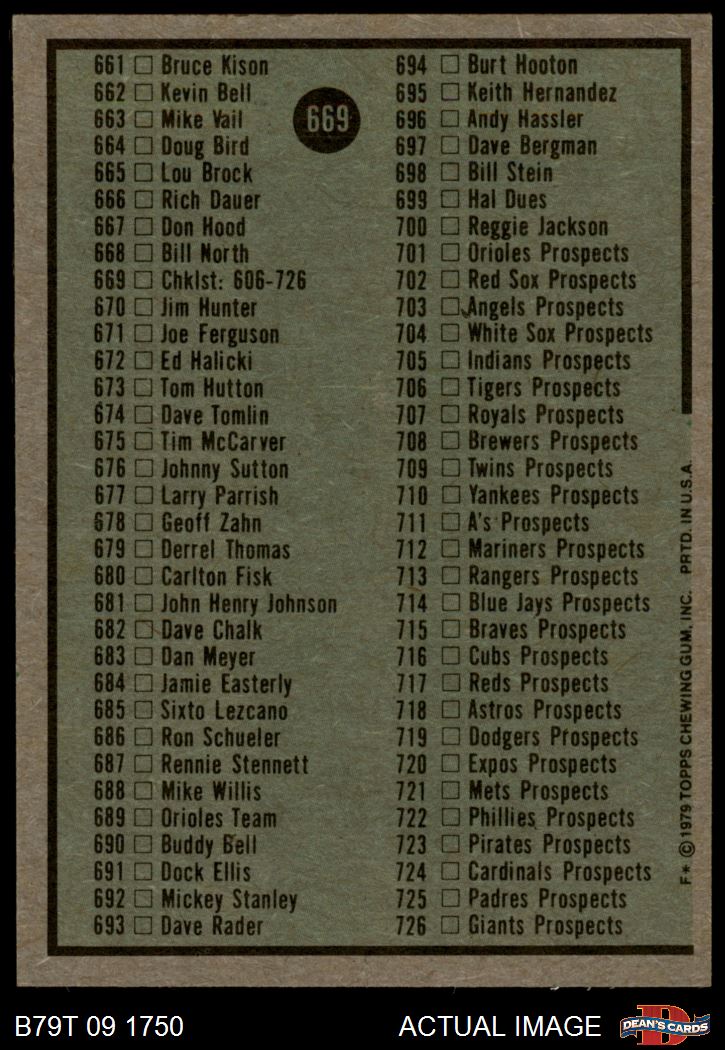 669
661 Bruce Kison
662 Kevin Bell
663 Mike Vail
664 Doug Bird
665 Lou Brock
666 Rich Dauer
667 Don Hood
668 Bill North
669 Chklst: 606-726
670 Jim Hunter
671 Joe Ferguson
672 Ed Halicki
673 Tom Hutton
674 Dave Tomlin
675 Tim McCarver
676 Johnny Sutton
677 Larry Parrish
678 Geoff Zahn
679 Derrel Thomas
680 Carlton Fisk
681 John Henry Johnson
682 Dave Chalk
683 Dan Meyer
684 Jamie Easterly
685 Sixto Lezcano
686 Ron Schueler
687 Rennie Stennett
688 Mike Willis
689 Orioles Team
690 Buddy Bell
691 Dock Ellis
692 Mickey Stanley
693 Dave Rader
694 Burt Hooton
695 Keith Hernandez
696 Andy Hassler
697 Dave Bergman
698 Bill Stein
699 Hal Dues
700 Reggie Jackson
701 Orioles Prospects
702 Red Sox Prospects
703 Angels Prospects
704 White Sox Prospects
705 Indians Prospects
706 Tigers Prospects
707 Royals Prospects
708 Brewers Prospects
709 Twins Prospects
710 Yankees Prospects
711 A's Prospects
712 Mariners Prospects
713 Rangers Prospects
714 Blue Jays Prospects
715 Braves Prospects
716 Cubs Prospects
717 Reds Prospects
718 Astros Prospects
719 Dodgers Prospects
720 Expos Prospects
721 Mets Prospects
722 Phillies Prospects
723 Pirates Prospects
724 Cardinals Prospects
725 Padres Prospects
726 Giants Prospects
F* © 1979 TOPPS CHEWING GUM, INC. PRTD. IN U.S.A.
B79T 09 1750 ACTUAL IMAGE
D DEAN'S CARDS